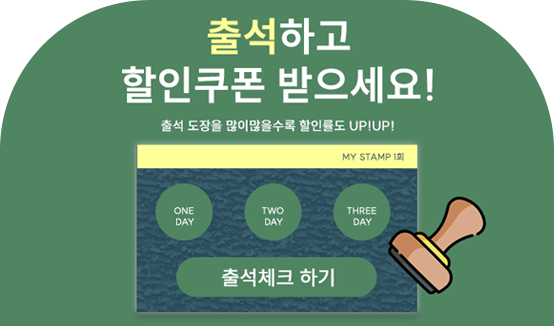 출석하고
할인쿠폰 받으세요!
출석 도장을 많이많을수록 할인률도 UP!UP!
MY STAMP 1회
ONE
DAY
TWO
DAY
THREE
DAY
출석체크 하기